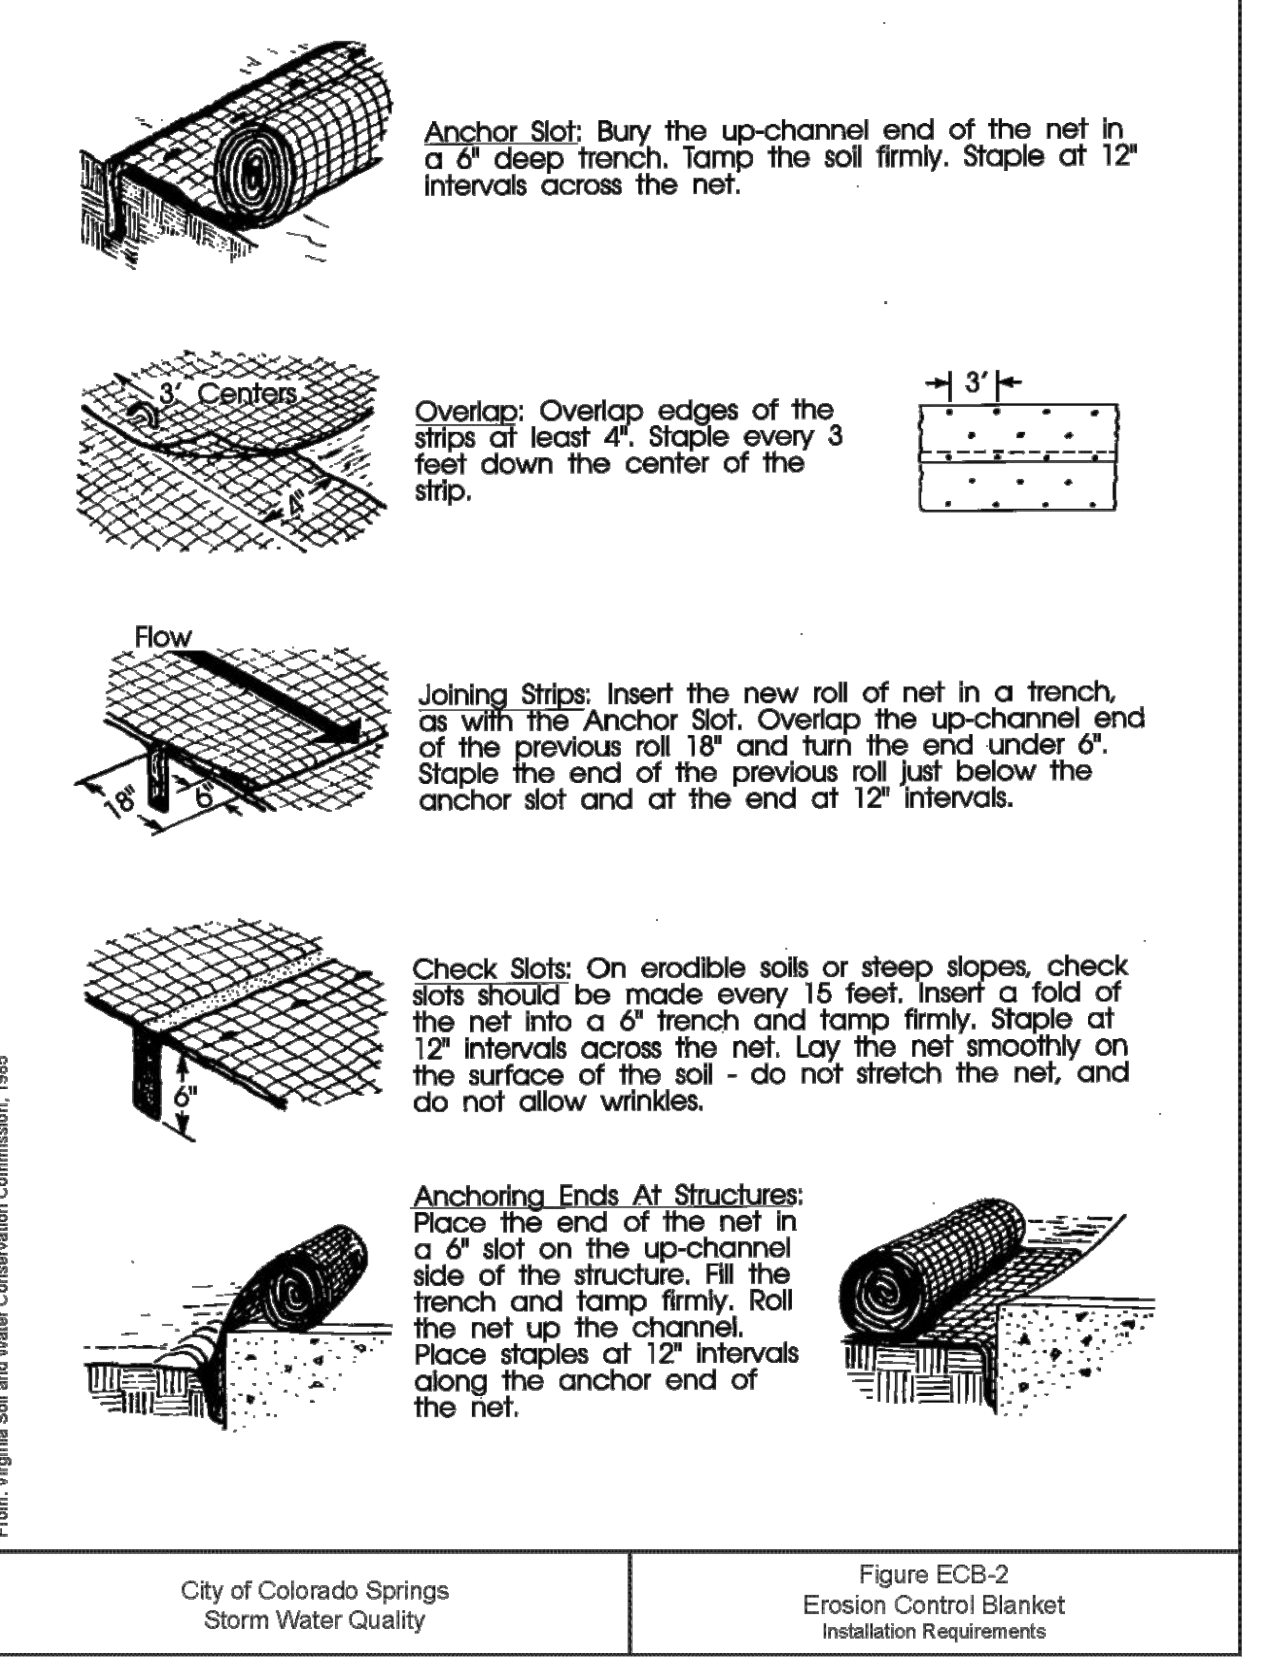 Anchor Slot: Bury the up-channel end of the net in
a 6" deep trench. Tamp the soil firmly. Staple at 12"
intervals across the net.
3' Centers
4"
Overlap: Overlap edges of the
strips at least 4". Staple every 3
feet down the center of the
strip.
3'
Flow
18"
6"
Joining Strips: Insert the new roll of net in a trench,
as with the Anchor Slot. Overlap the up-channel end
of the previous roll 18" and turn the end under 6".
Staple the end of the previous roll just below the
anchor slot and at the end at 12" intervals.
6"
Check Slots: On erodible soils or steep slopes, check
slots should be made every 15 feet. Insert a fold of
the net into a 6" trench and tamp firmly. Staple at
12" intervals across the net. Lay the net smoothly on
the surface of the soil - do not stretch the net, and
do not allow wrinkles.
Anchoring Ends At Structures:
Place the end of the net in
a 6" slot on the up-channel
side of the structure. Fill the
trench and tamp firmly. Roll
the net up the channel.
Place staples at 12" intervals
along the anchor end of
the net.
From: Virginia Soil and Water Conservation Commission, 1985
City of Colorado Springs
Storm Water Quality
Figure ECB-2
Erosion Control Blanket
Installation Requirements